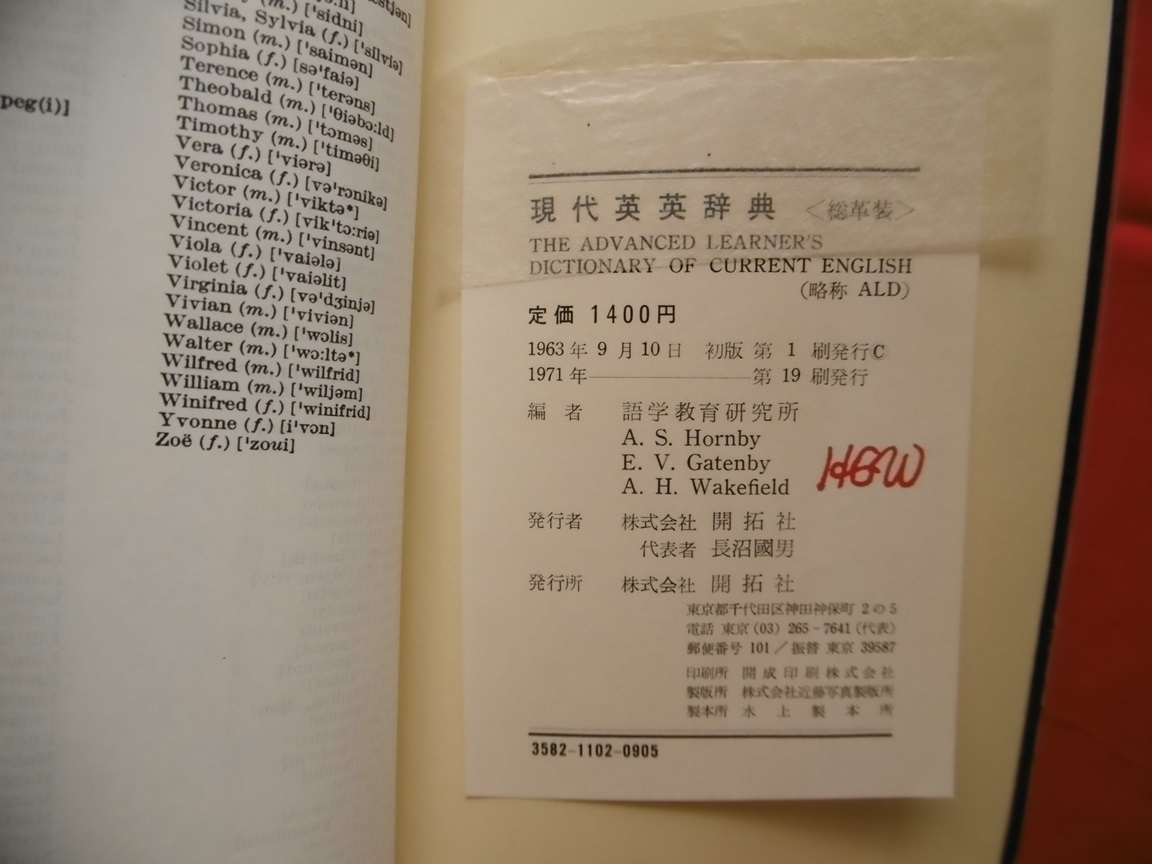 peg(i)]
(m.) ['sidni]
Silvia, Sylvia (f.) ['silviə]
Simon (m.) ['saimən]
Sophia (f.) [sə'faiə]
Terence (m.) ['terəns]
Theobald (m.) ['θiəbɔ:ld]
Thomas (m.) ['tɔməs]
Timothy (m.) ['timəθi]
Vera (f.) ['viərə]
Veronica (f.) [və'rɔnikə]
Victor (m.) ['viktə*]
Victoria (f.) [vik'tɔ:riə]
Vincent (m.) ['vinsənt]
Viola (f.) ['vaiələ]
Violet (f.) ['vaiəlit]
Virginia (f.) [və'dʒinjə]
Vivian (m.) ['viviən]
Wallace (m.) ['wɔlis]
Walter (m.) ['wɔ:ltə*]
Wilfred (m.) ['wilfrid]
William (m.) ['wiljəm]
Winifred (f.) ['winifrid]
Yvonne (f.) [i'vɔn]
Zoë (f.) ['zoui]
現代英英辞典 <総革装>
THE ADVANCED LEARNER'S
DICTIONARY OF CURRENT ENGLISH
(略称 ALD)
定価 1400円
1963年9月10日 初版 第 1 刷発行©
1971年―――第 19 刷発行
編者 語学教育研究所
A. S. Hornby
E. V. Gatenby
A. H. Wakefield
HGW
発行者 株式会社 開拓社
代表者 長沼國男
発行所 株式会社 開拓社
東京都千代田区神田神保町2の5
電話 東京(03) 265-7641(代表)
郵便番号 101/振替 東京 39587
印刷所 開成印刷株式会社
製版所 株式会社近藤写真製版所
製本所 水上製本所
3582-1102-0905